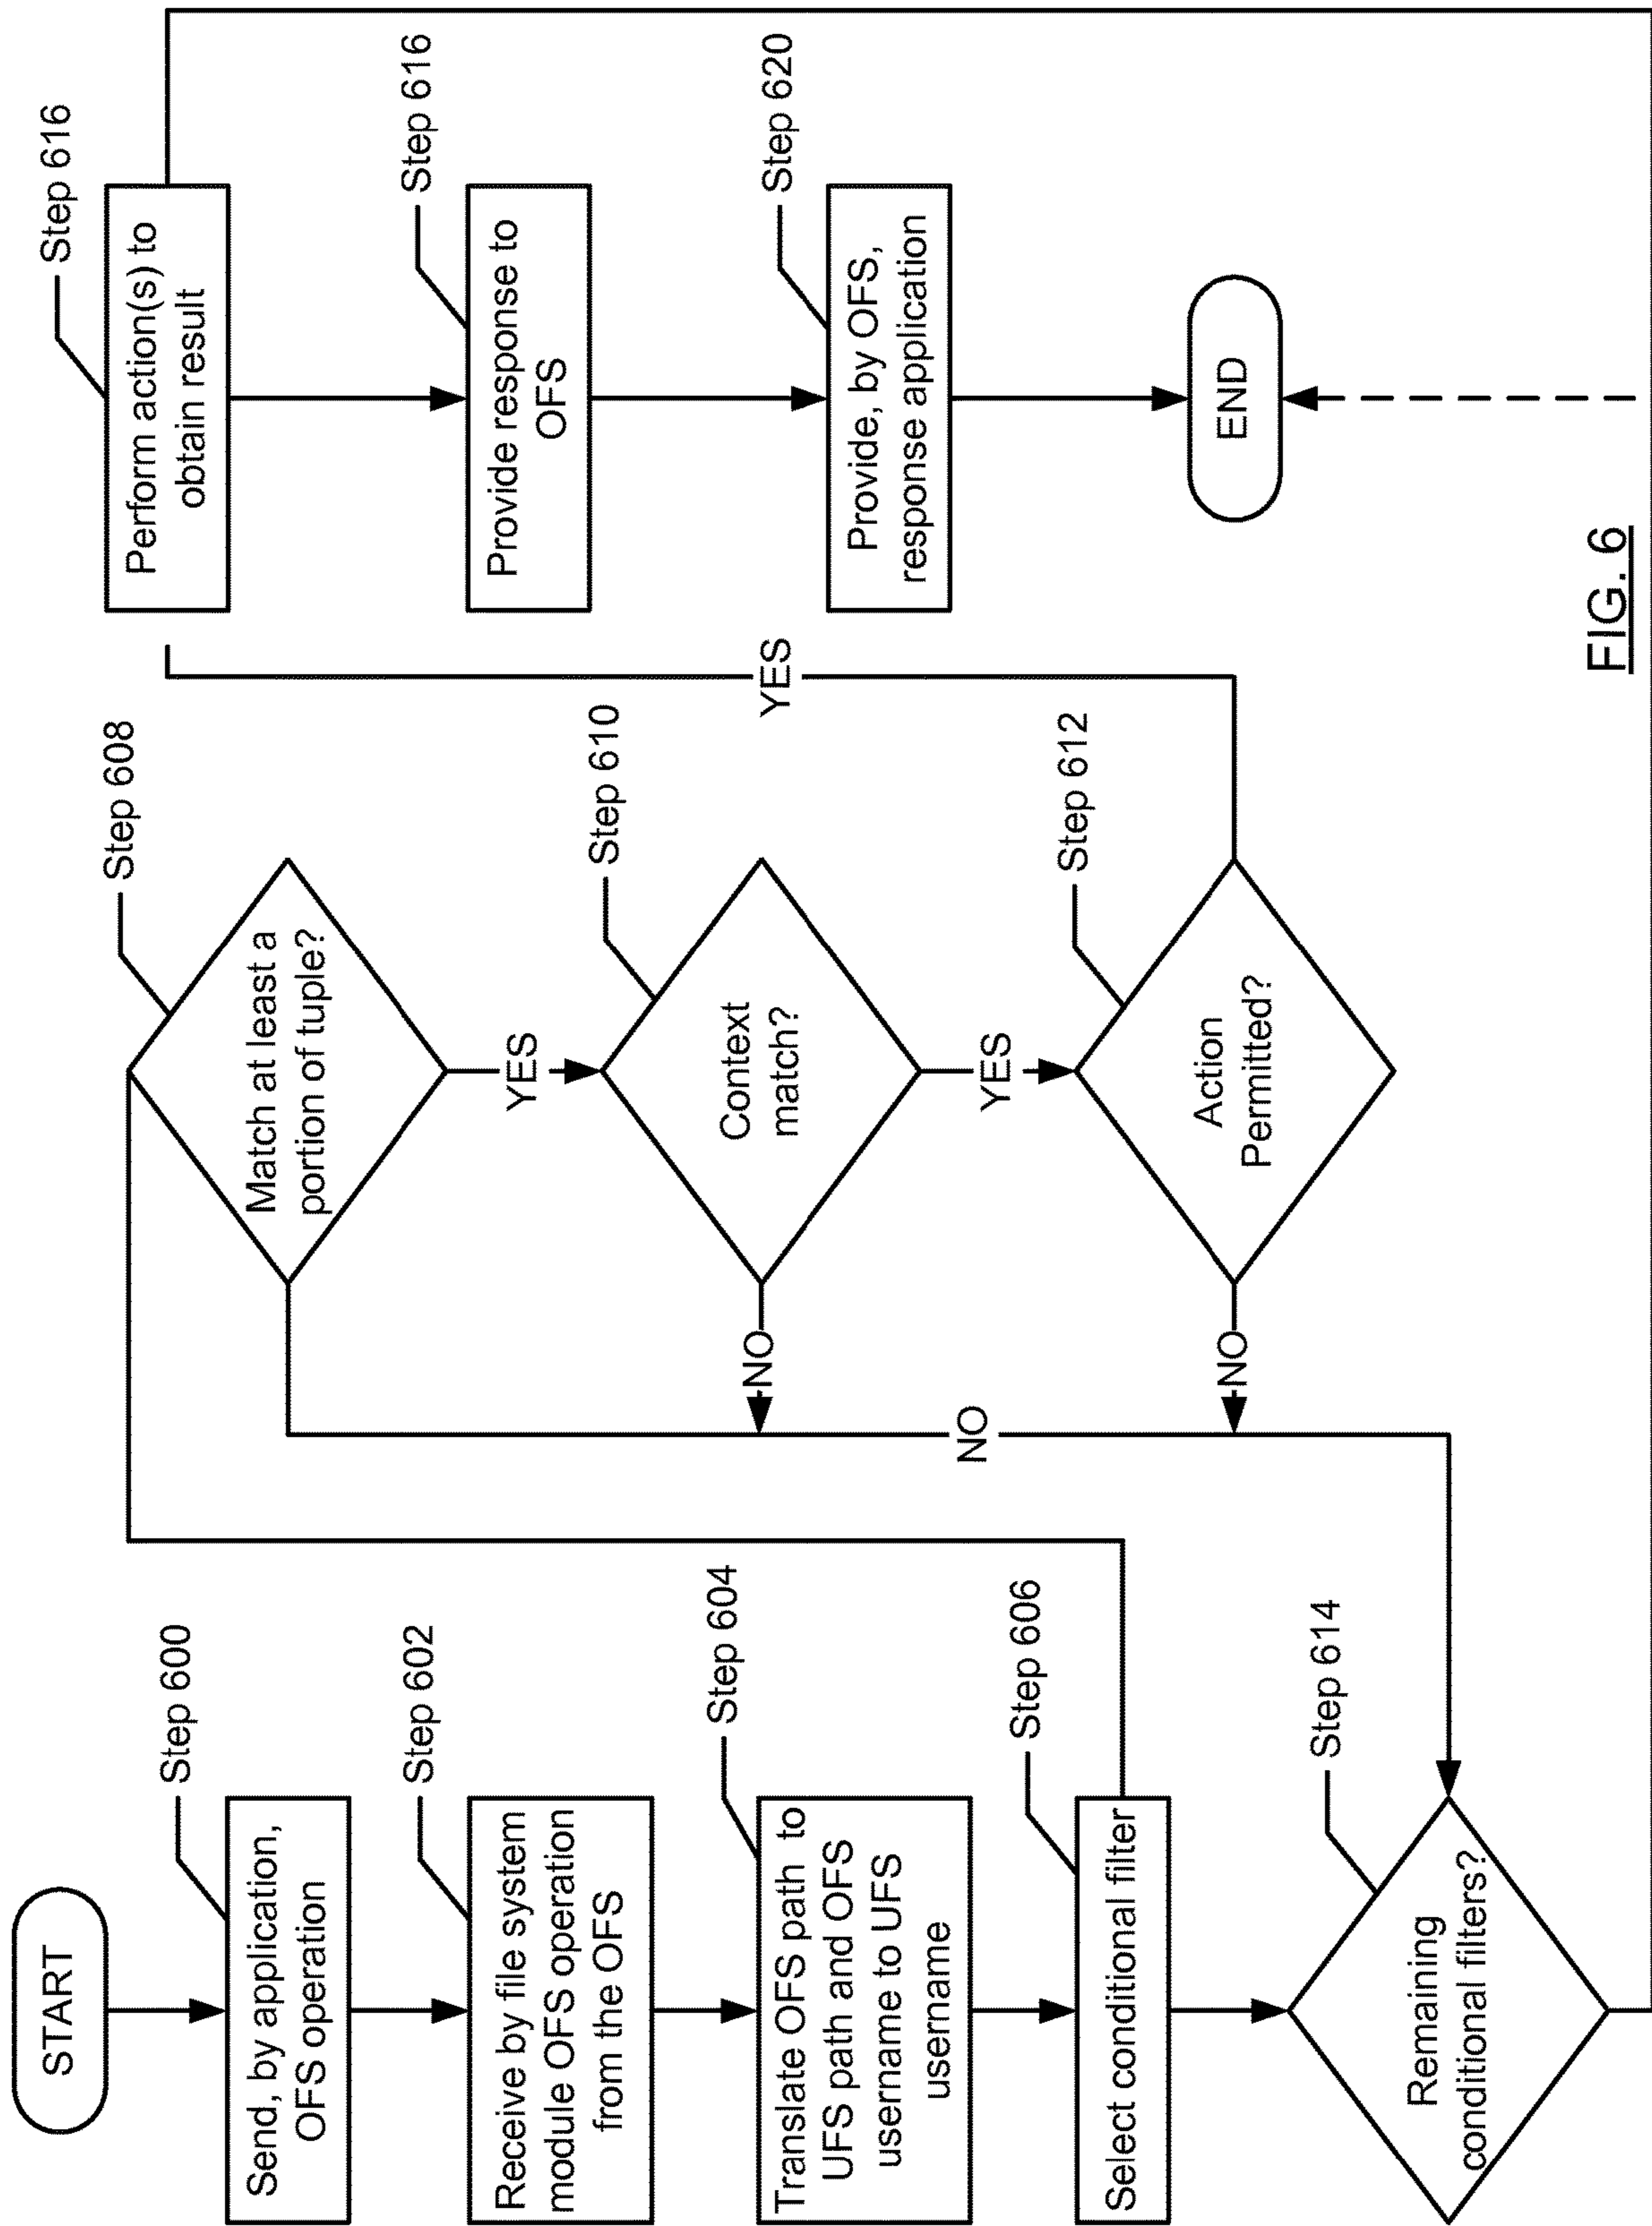 START
Step 600
Send, by application,
OFS operation
Step 602
Receive by file system
module OFS operation
from the OFS
Step 604
Translate OFS path to
UFS path and OFS
username to UFS
username
Step 606
Select conditional filter
Step 614
Remaining
conditional filters?
Step 608
Match at least a
portion of tuple?
YES
Step 610
Context
match?
NO
YES
NO
Step 612
Action
Permitted?
NO
YES
Step 616
Perform action(s) to
obtain result
Step 616
Provide response to
OFS
Step 620
Provide, by OFS,
response application
END
FIG. 6